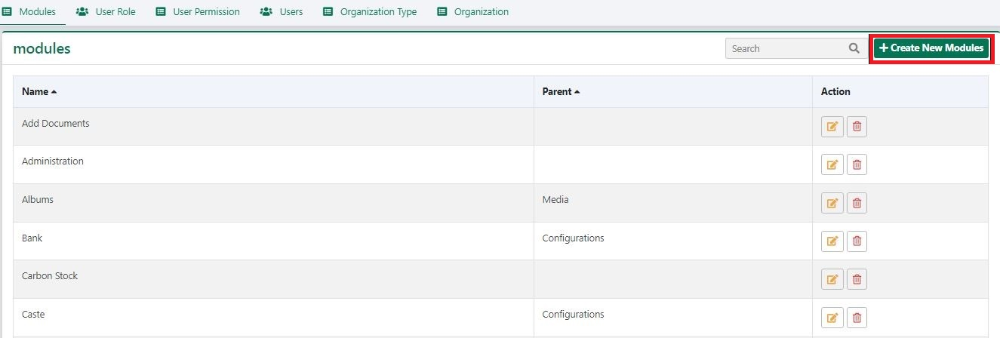 Modules User Role User Permission Users Organization Type Organization
modules Search Create New Modules
Name Parent Action
Add Documents
Administration
Albums Media
Bank Configurations
Carbon Stock
Caste Configurations